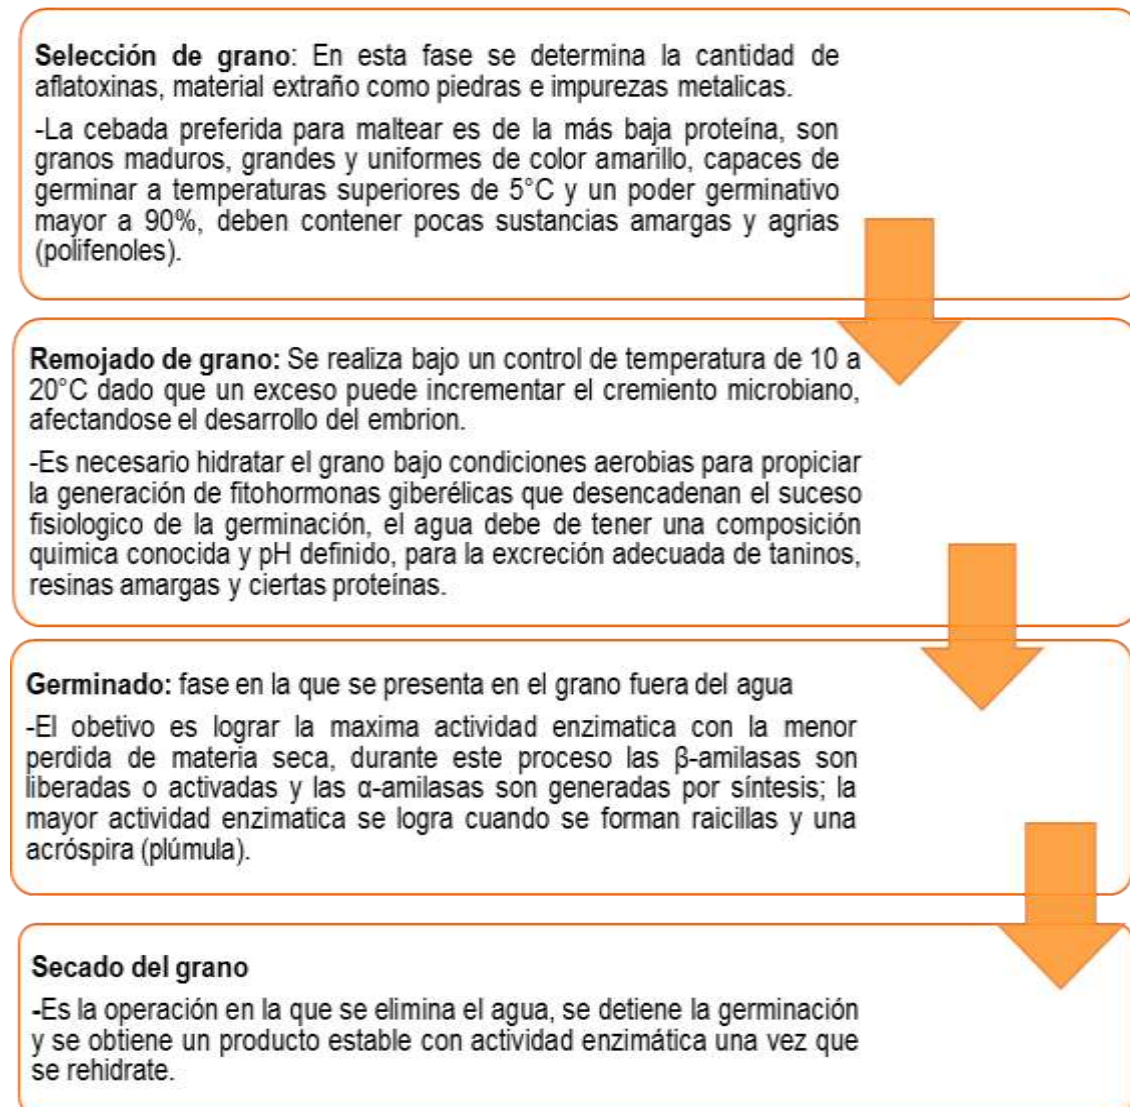 Selección de grano: En esta fase se determina la cantidad de
aflatoxinas, material extraño como piedras e impurezas metalicas.
-La cebada preferida para maltear es de la más baja proteína, son
granos maduros, grandes y uniformes de color amarillo, capaces de
germinar a temperaturas superiores de 5°C y un poder germinativo
mayor a 90%, deben contener pocas sustancias amargas y agrias
(polifenoles).
Remojado de grano: Se realiza bajo un control de temperatura de 10 a
20°C dado que un exceso puede incrementar el cremiento microbiano,
afectandose el desarrollo del embrion.
-Es necesario hidratar el grano bajo condiciones aerobias para propiciar
la generación de fitohormonas giberélicas que desencadenan el suceso
fisiologico de la germinación, el agua debe de tener una composición
quimica conocida y pH definido, para la excreción adecuada de taninos,
resinas amargas y ciertas proteínas.
Germinado: fase en la que se presenta en el grano fuera del agua
-El obetivo es lograr la maxima actividad enzimatica con la menor
perdida de materia seca, durante este proceso las β-amilasas son
liberadas o activadas y las α-amilasas son generadas por síntesis; la
mayor actividad enzimatica se logra cuando se forman raicillas y una
acróspira (plúmula).
Secado del grano
-Es la operación en la que se elimina el agua, se detiene la germinación
y se obtiene un producto estable con actividad enzimática una vez que
se rehidrate.